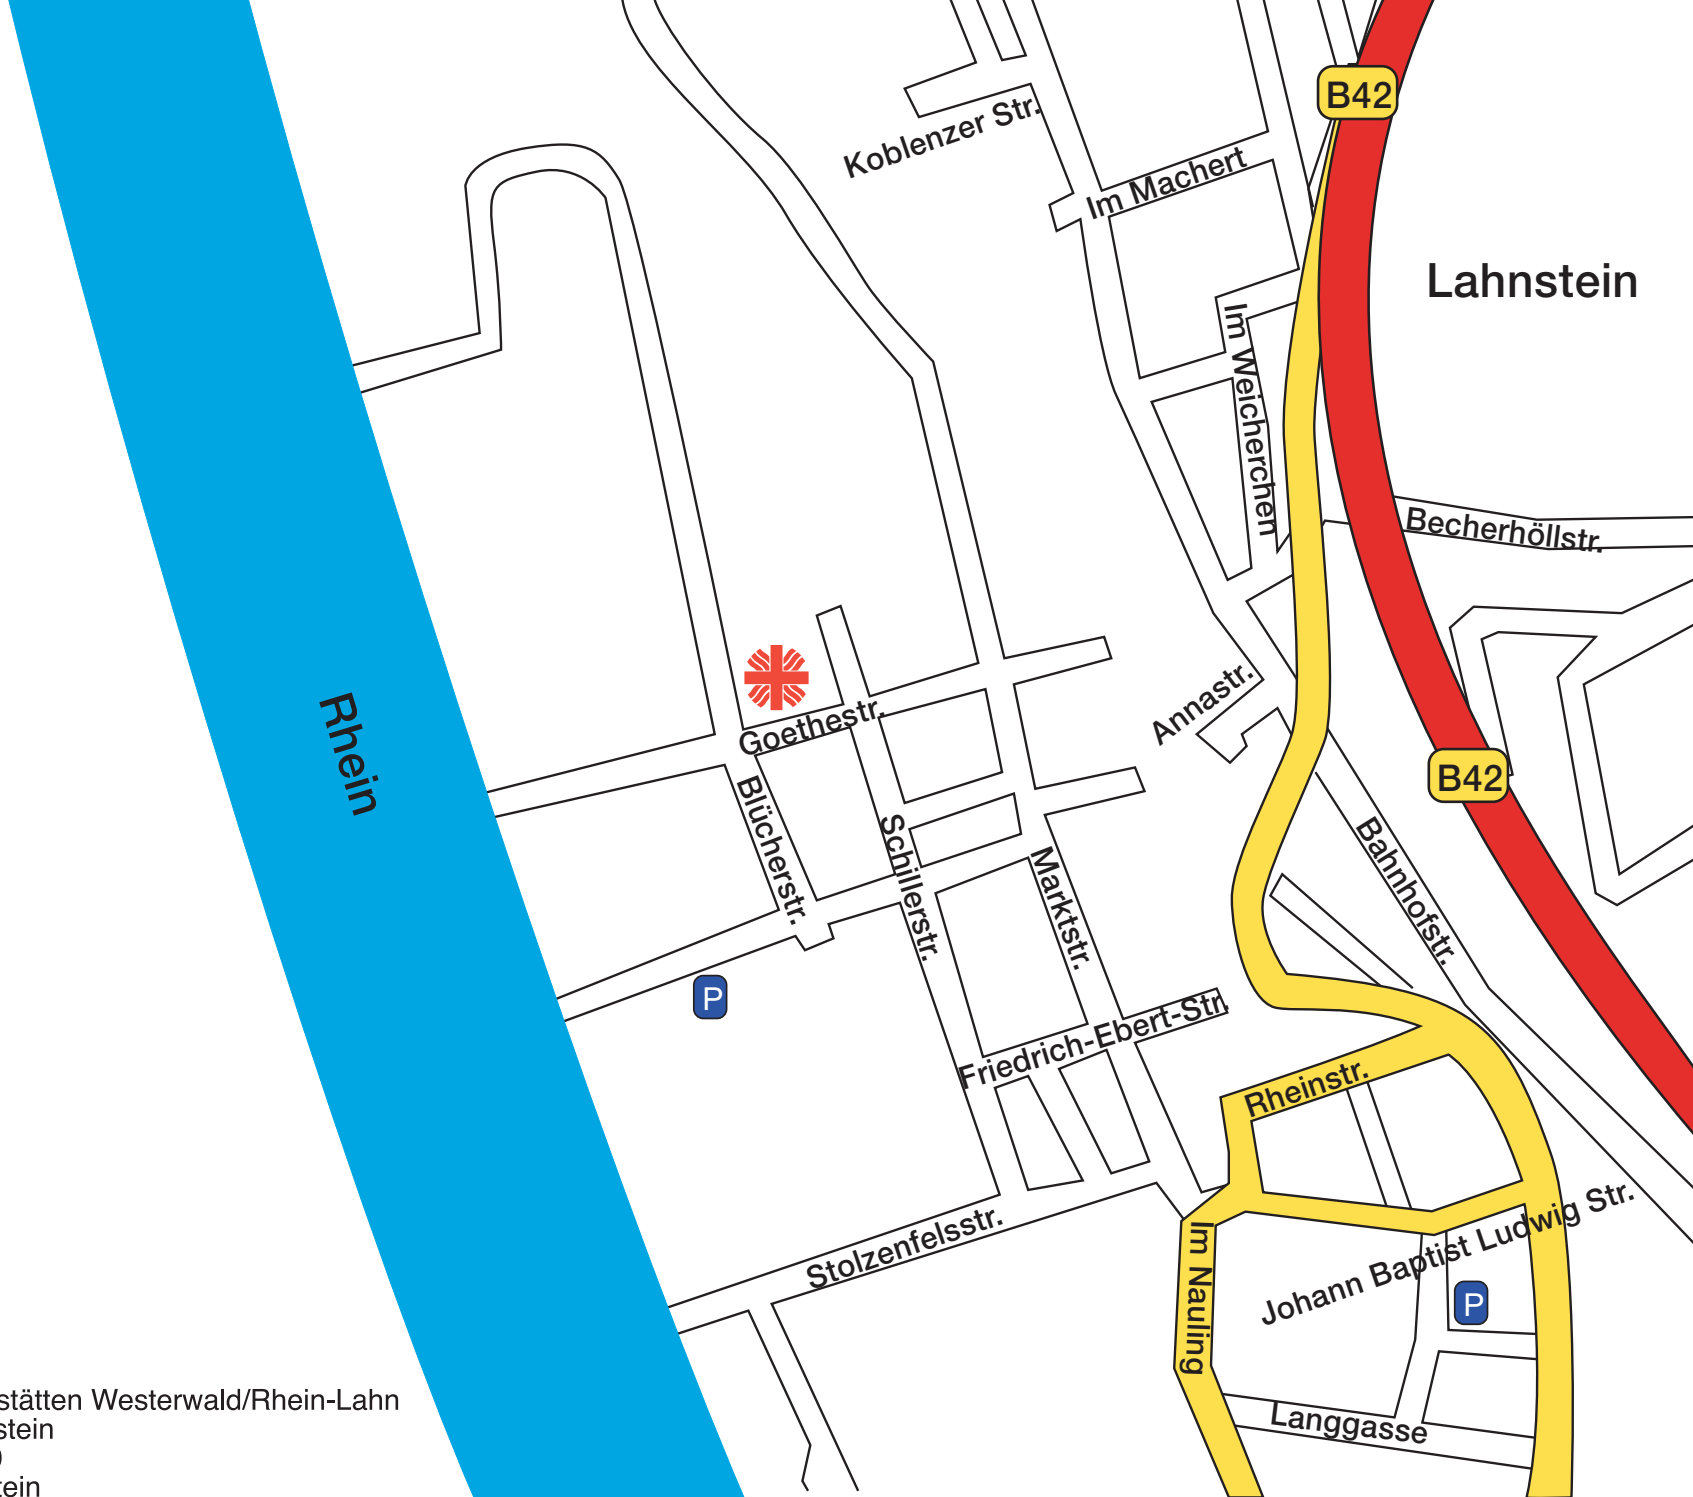 B42
Koblenzer Str.
Im Machert
Lahnstein
Im Weicherchen
Becherhöllstr.
Annastr.
Rhein
Goethestr.
B42
Blücherstr.
Schillerstr.
Marktstr.
Bahnhofstr.
P
Friedrich-Ebert-Str.
Rheinstr.
Stolzenfelsstr.
Im Nauling
Johann Baptist Ludwig Str.
P
stätten Westerwald/Rhein-Lahn
stein
Langgasse
)
tein